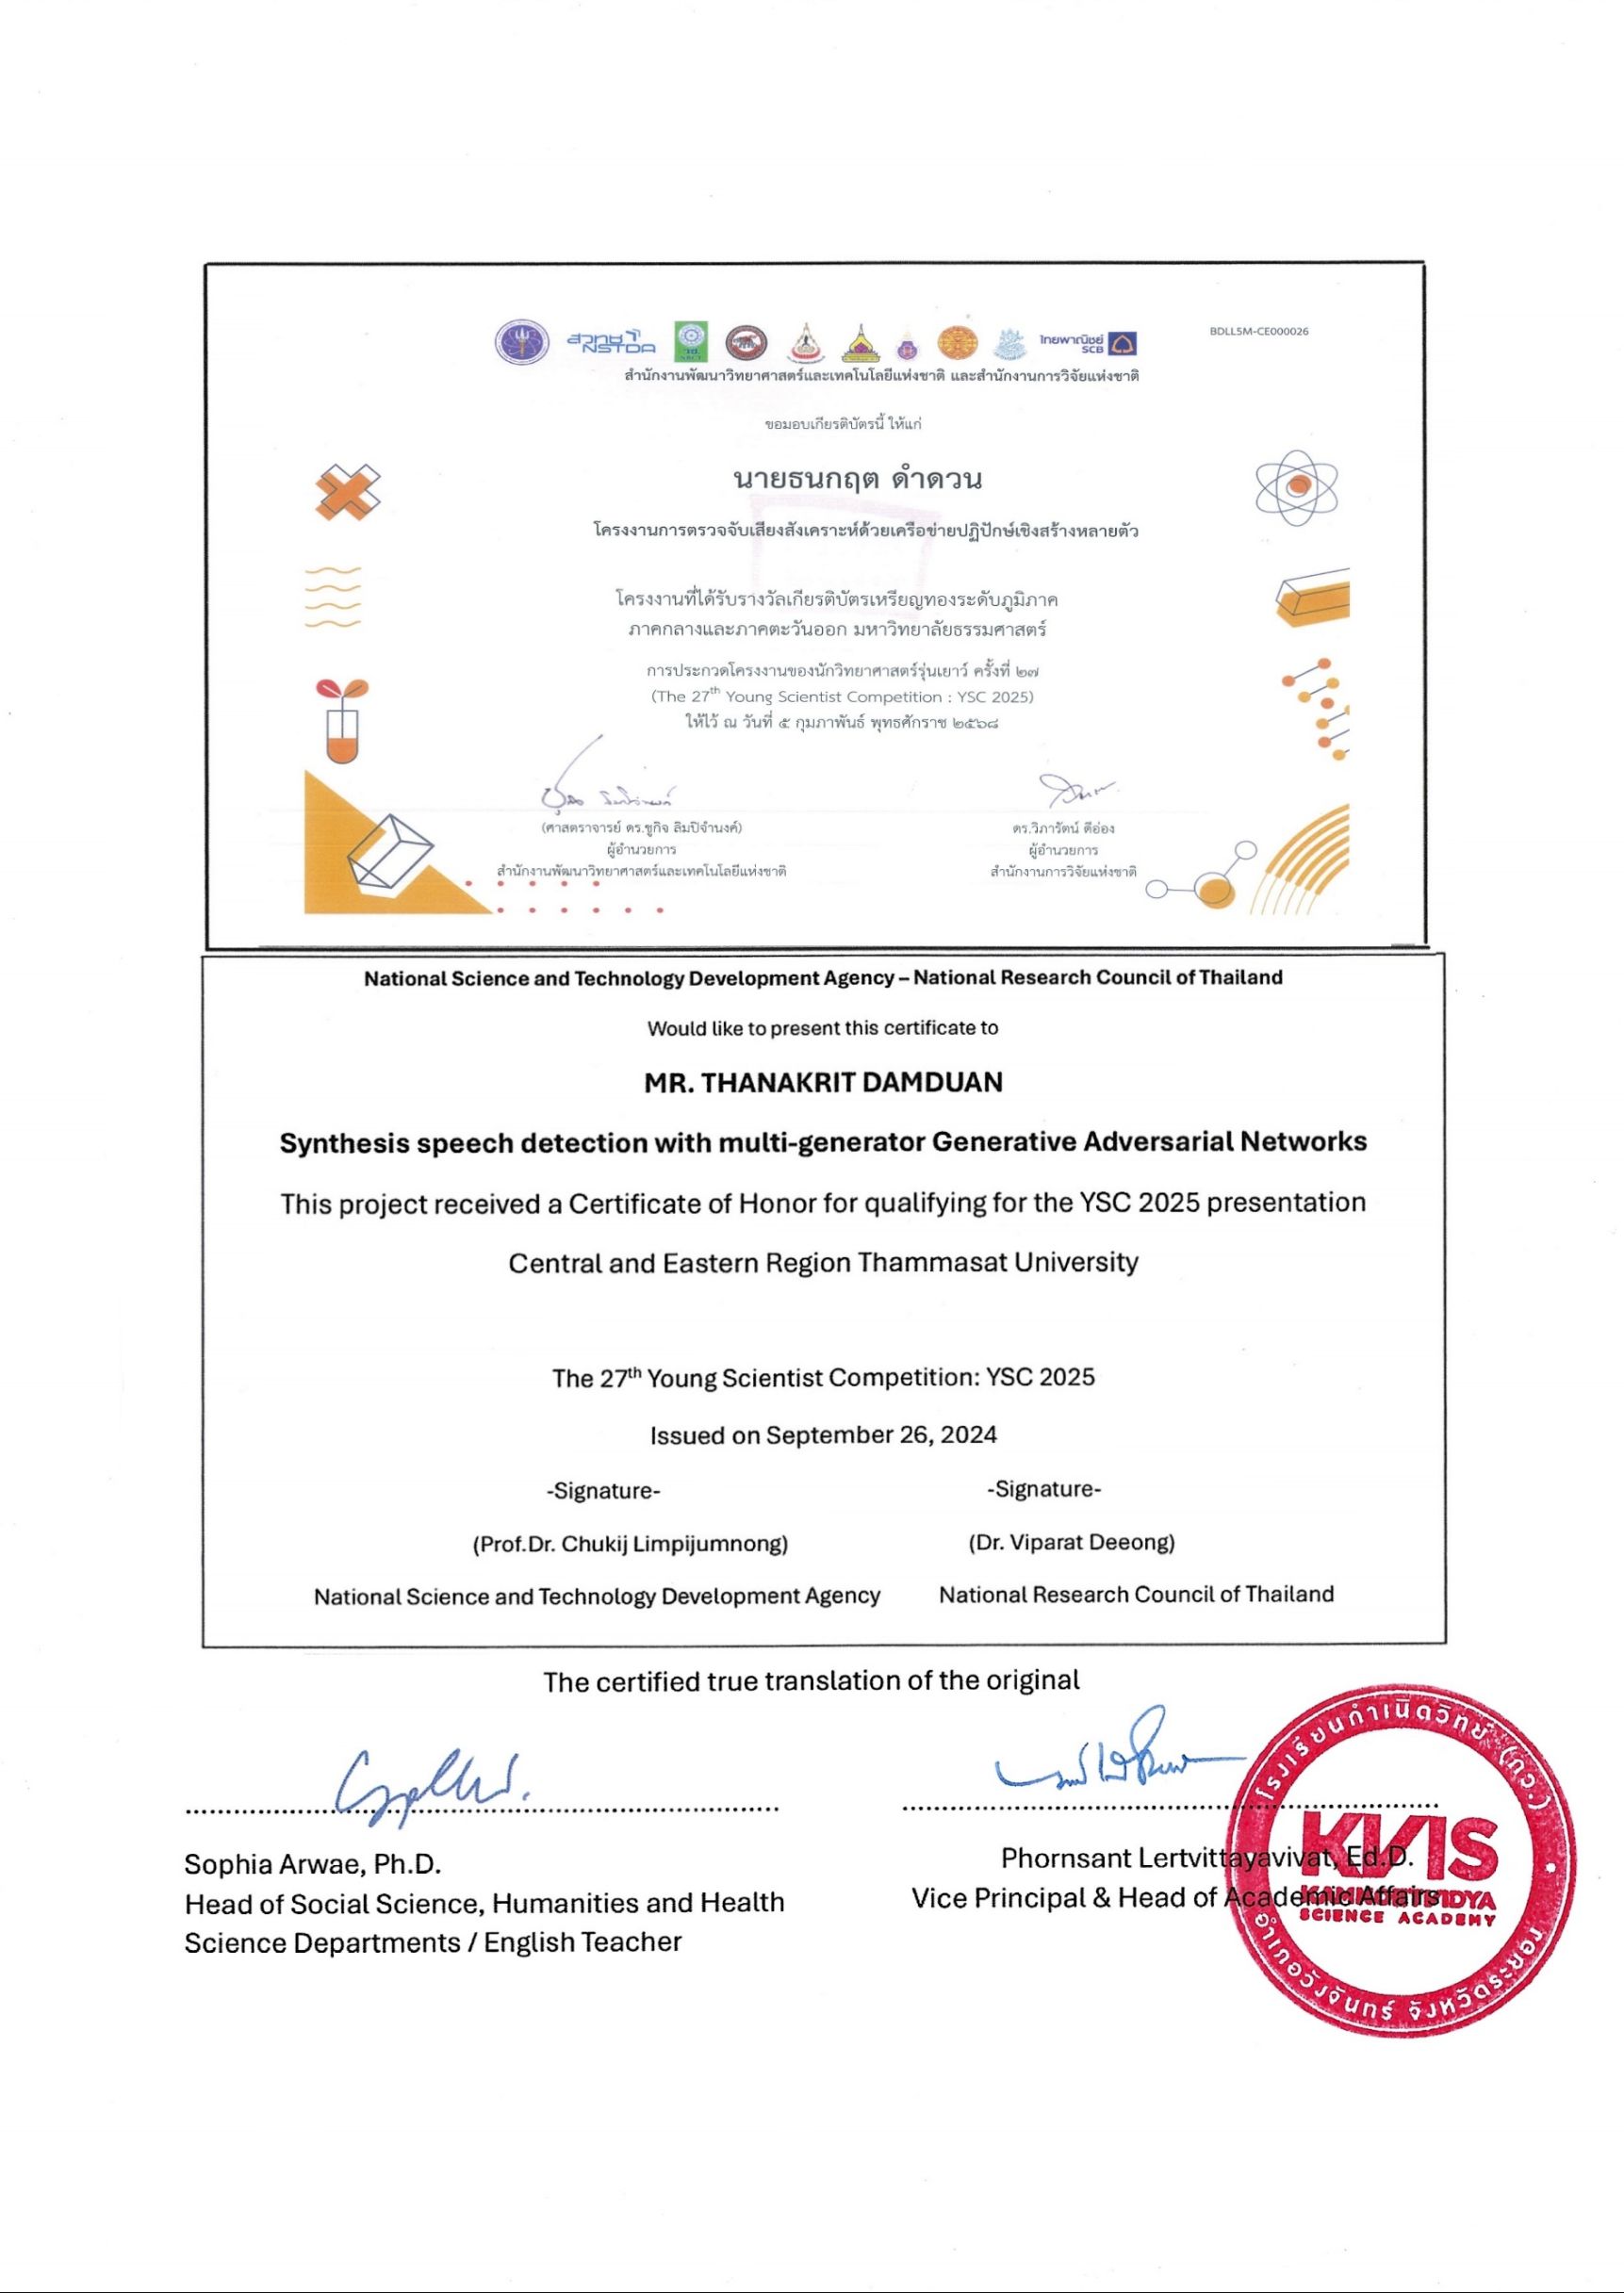 สวทช
NSTDA
ไทยพาณิชย์
SCB
BDLL5M-CE000026
สำนักงานพัฒนาวิทยาศาสตร์และเทคโนโลยีแห่งชาติ และสำนักงานการวิจัยแห่งชาติ
ขอมอบเกียรติบัตรนี้ ให้แก่
นายธนกฤต ดำดวน
โครงงานการตรวจจับเสียงสังเคราะห์ด้วยเครือข่ายปฏิปักษ์เชิงสร้างหลายตัว
โครงงานที่ได้รับรางวัลเกียรติบัตรเหรียญทองระดับภูมิภาค
ภาคกลางและภาคตะวันออก มหาวิทยาลัยธรรมศาสตร์
การประกวดโครงงานของนักวิทยาศาสตร์รุ่นเยาว์ ครั้งที่ ๒๗
(The 27th Young Scientist Competition : YSC 2025)
ให้ไว้ ณ วันที่ ๕ กุมภาพันธ์ พุทธศักราช ๒๕๖๘
(ศาสตราจารย์ ดร.ชูกิจ ลิมปิจำนงค์)
ผู้อำนวยการ
สำนักงานพัฒนาวิทยาศาสตร์และเทคโนโลยีแห่งชาติ
ดร.วิภารัตน์ ดีอ่อง
ผู้อำนวยการ
สำนักงานการวิจัยแห่งชาติ
National Science and Technology Development Agency – National Research Council of Thailand
Would like to present this certificate to
MR. THANAKRIT DAMDUAN
Synthesis speech detection with multi-generator Generative Adversarial Networks
This project received a Certificate of Honor for qualifying for the YSC 2025 presentation
Central and Eastern Region Thammasat University
The 27th Young Scientist Competition: YSC 2025
Issued on September 26, 2024
-Signature- -Signature-
(Prof.Dr. Chukij Limpijumnong) (Dr. Viparat Deeong)
National Science and Technology Development Agency National Research Council of Thailand
The certified true translation of the original
Sophia Arwae, Ph.D.
Head of Social Science, Humanities and Health
Science Departments / English Teacher
Phornsant Lertvittayavivat, Ed.D.
Vice Principal & Head of Academic Affairs
โรงเรียนกำเนิดวิทย์ (กว.)
KVIS
KAMNOETVIDYA
SCIENCE ACADEMY
อำเภอวังจันทร์ จังหวัดระยอง